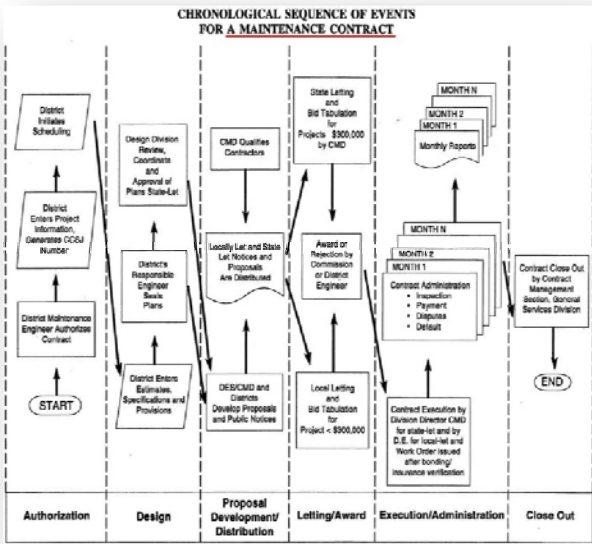 CHRONOLOGICAL SEQUENCE OF EVENTS
FOR A MAINTENANCE CONTRACT
District
Initiates
Scheduling
District
Enters Project
Information,
Generates CCSJ
Number
District Maintenance
Engineer Authorizes
Contract
START
Design Division
Review,
Coordinate
and
Approval of
Plans State-Let
District's
Responsible
Engineer
Seals
Plans
District Enters
Estimates,
Specifications and
Provisions
CMD Qualifies
Contractors
Locally Let and State
Let Notices and
Proposals
Are Distributed
DES/CMD and
Districts
Develop Proposals
and Public Notices
State Letting
and
Bid Tabulation
for
Projects $300,000
by CMD
Award or
Rejection by
Commission
or District
Engineer
Local Letting
and
Bid Tabulation
for
Project < $300,000
MONTH N
MONTH 2
MONTH 1
Monthly Reports
MONTH N
MONTH 2
MONTH 1
Contract Administration
• Inspection
• Payment
• Disputes
• Default
Contract Execution by
Division Director CMD
for state-let and by
D.E. for local-let and
Work Order issued
after bonding/
insurance verification
Contract Close Out
by Contract
Management
Section, General
Services Division
END
Authorization
Design
Proposal
Development/
Distribution
Letting/Award
Execution/Administration
Close Out